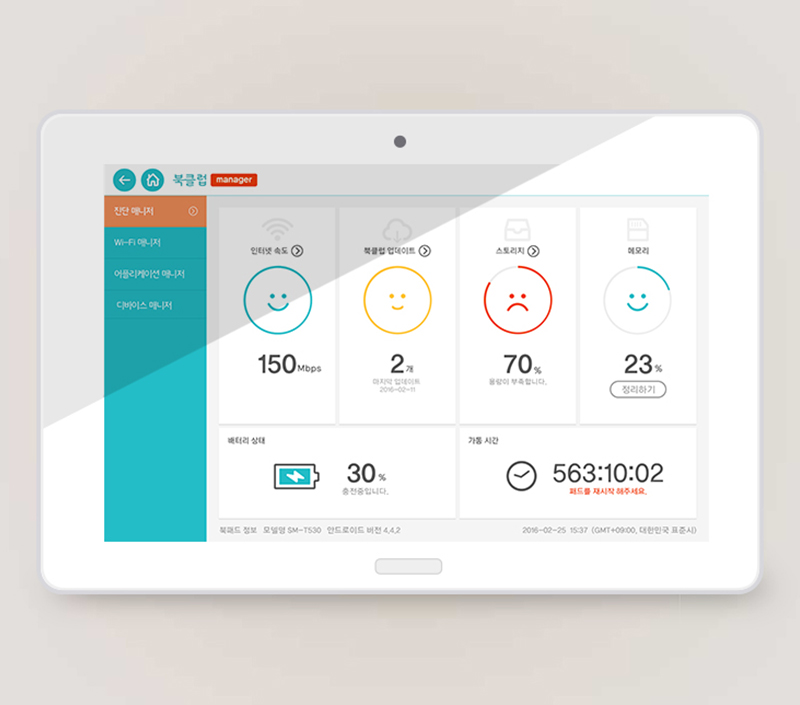 북클럽 manager
진단 매니저
Wi-Fi 매니저
어플리케이션 매니저
디바이스 매니저
인터넷 속도
150Mbps
북클럽 업데이트
2개
마지막 업데이트
2016-02-11
스토리지
70%
용량이 부족합니다.
메모리
23%
정리하기
배터리 상태
30%
충전중입니다.
가동 시간
563:10:02
패드를 재시작 해주세요.
북패드 정보 모델명 SM-T530 안드로이드 버전 4.4.2
2016-02-25 15:37 (GMT+09:00, 대한민국 표준시)